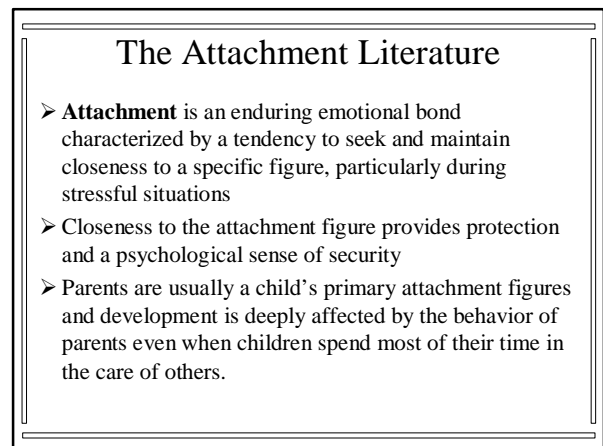 The Attachment Literature
➢ Attachment is an enduring emotional bond
characterized by a tendency to seek and maintain
closeness to a specific figure, particularly during
stressful situations
➢ Closeness to the attachment figure provides protection
and a psychological sense of security
➢ Parents are usually a child’s primary attachment figures
and development is deeply affected by the behavior of
parents even when children spend most of their time in
the care of others.